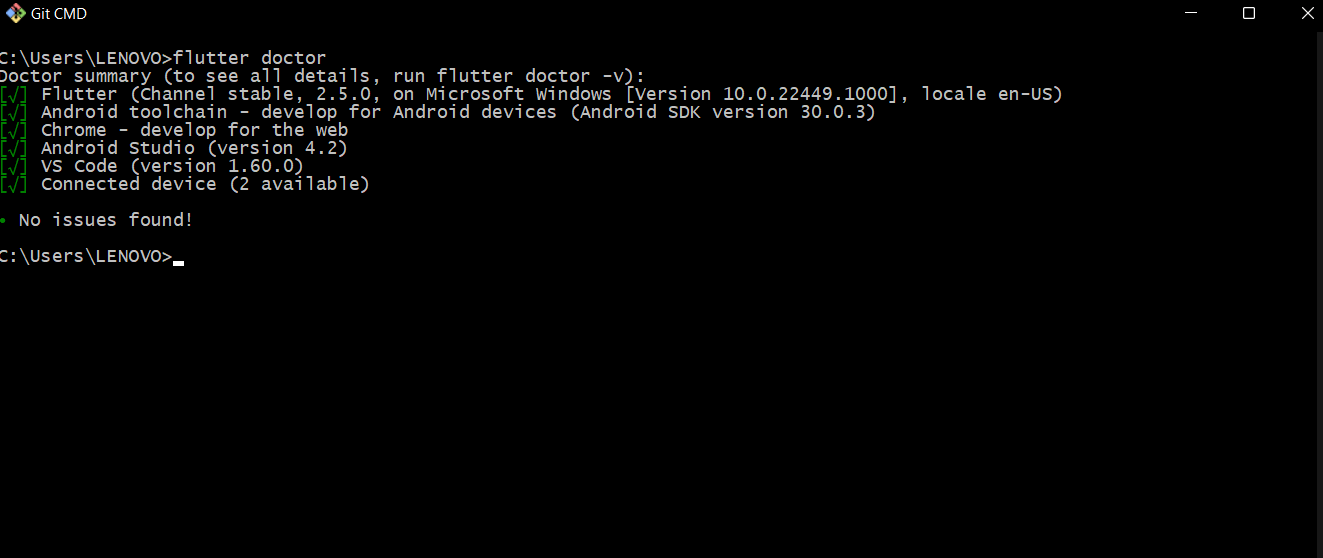 Git CMD
C:\Users\LENOVO>flutter doctor
Doctor summary (to see all details, run flutter doctor -v):
[√] Flutter (Channel stable, 2.5.0, on Microsoft Windows [Version 10.0.22449.1000], locale en-US)
[√] Android toolchain - develop for Android devices (Android SDK version 30.0.3)
[√] Chrome - develop for the web
[√] Android Studio (version 4.2)
[√] VS Code (version 1.60.0)
[√] Connected device (2 available)
• No issues found!
C:\Users\LENOVO>